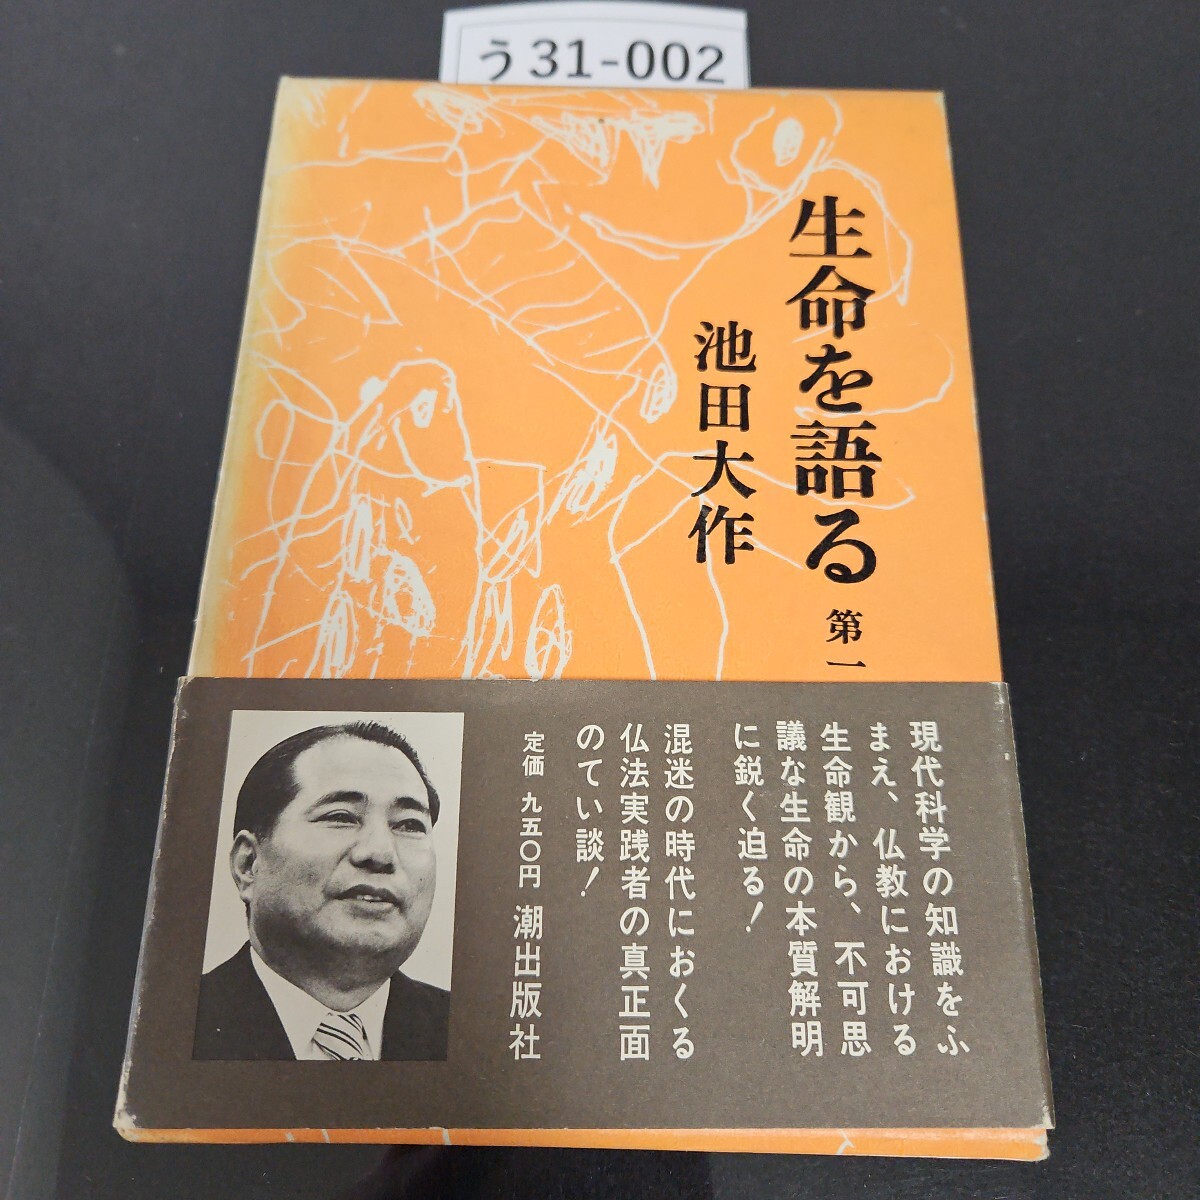 う31-002
生命を語る 第一
池田大作
現代科学の知識をふ
まえ、仏教における
生命観から、不可思
議な生命の本質解明
に鋭く迫る!
混迷の時代におくる
仏法実践者の真正面
のてい談!
定価 九五〇円 潮出版社